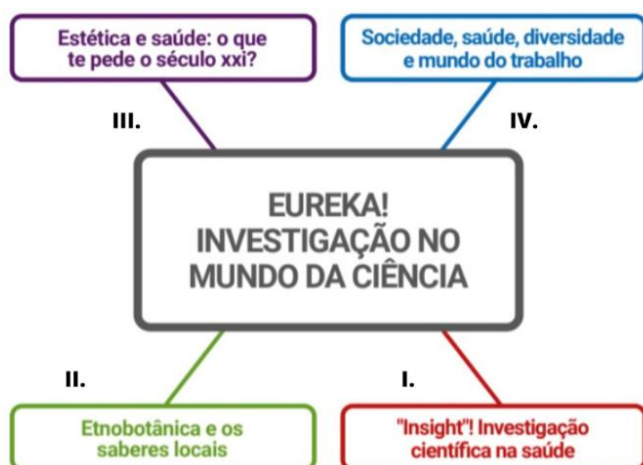 Estética e saúde: o que
te pede o século xxi?
Sociedade, saúde, diversidade
e mundo do trabalho
III.
IV.
EUREKA!
INVESTIGAÇÃO NO
MUNDO DA CIÊNCIA
II.
I.
Etnobotânica e os
saberes locais
"Insight"! Investigação
científica na saúde